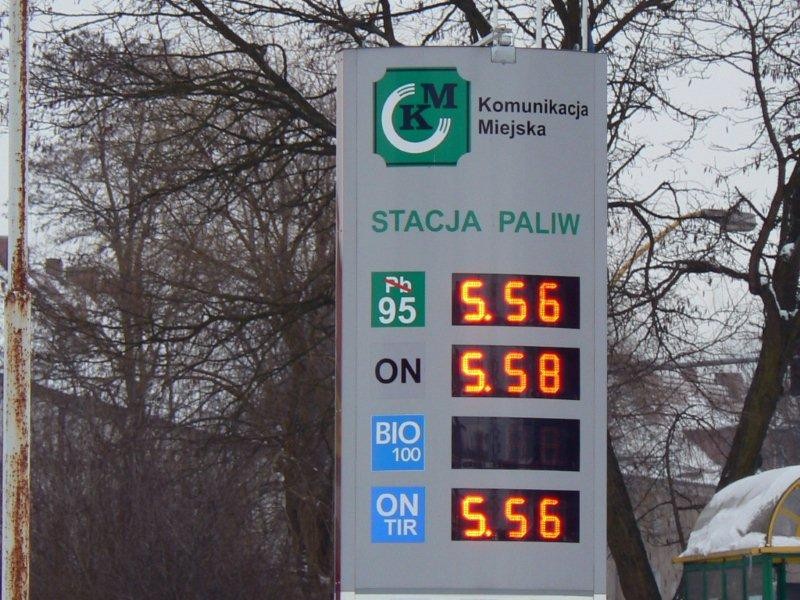 KM
Komunikacja
Miejska
STACJA PALIW
Pb
95
5.56
ON
5.58
BIO
100
ON
TIR
5.56